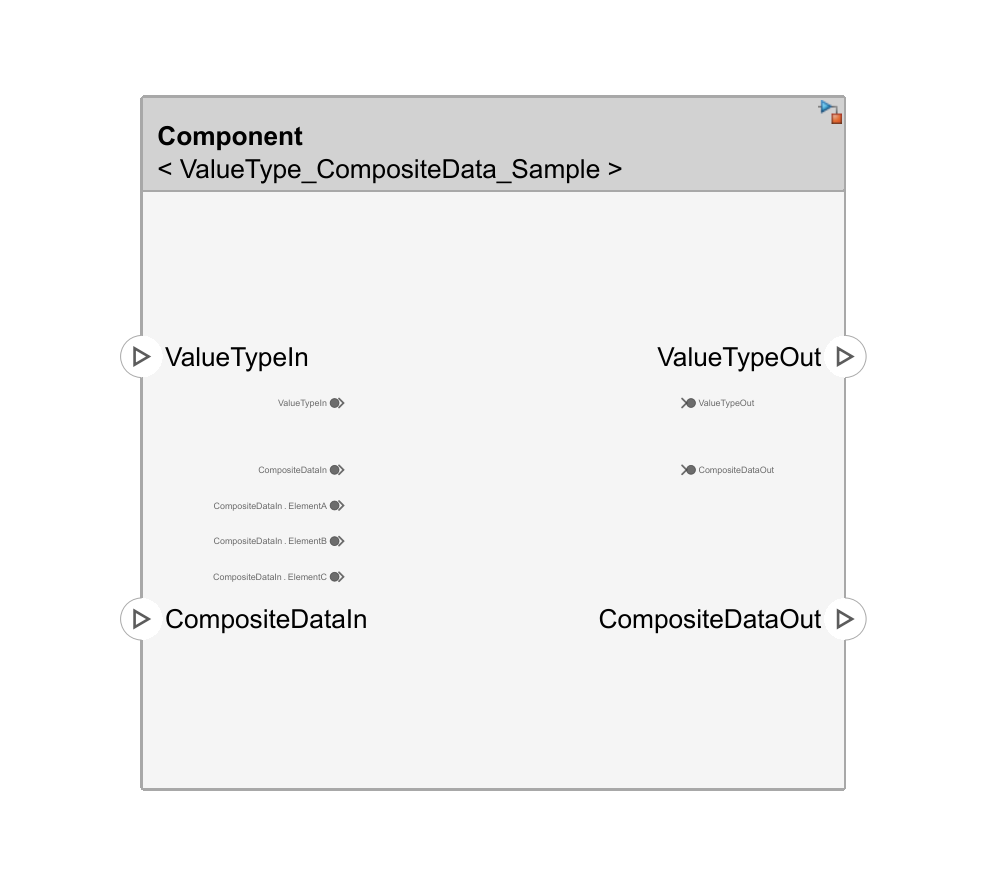 Component
< ValueType_CompositeData_Sample >
ValueTypeIn
ValueTypeOut
ValueTypeIn
ValueTypeOut
CompositeDataIn
CompositeDataOut
CompositeDataIn . ElementA
CompositeDataIn . ElementB
CompositeDataIn . ElementC
CompositeDataIn
CompositeDataOut